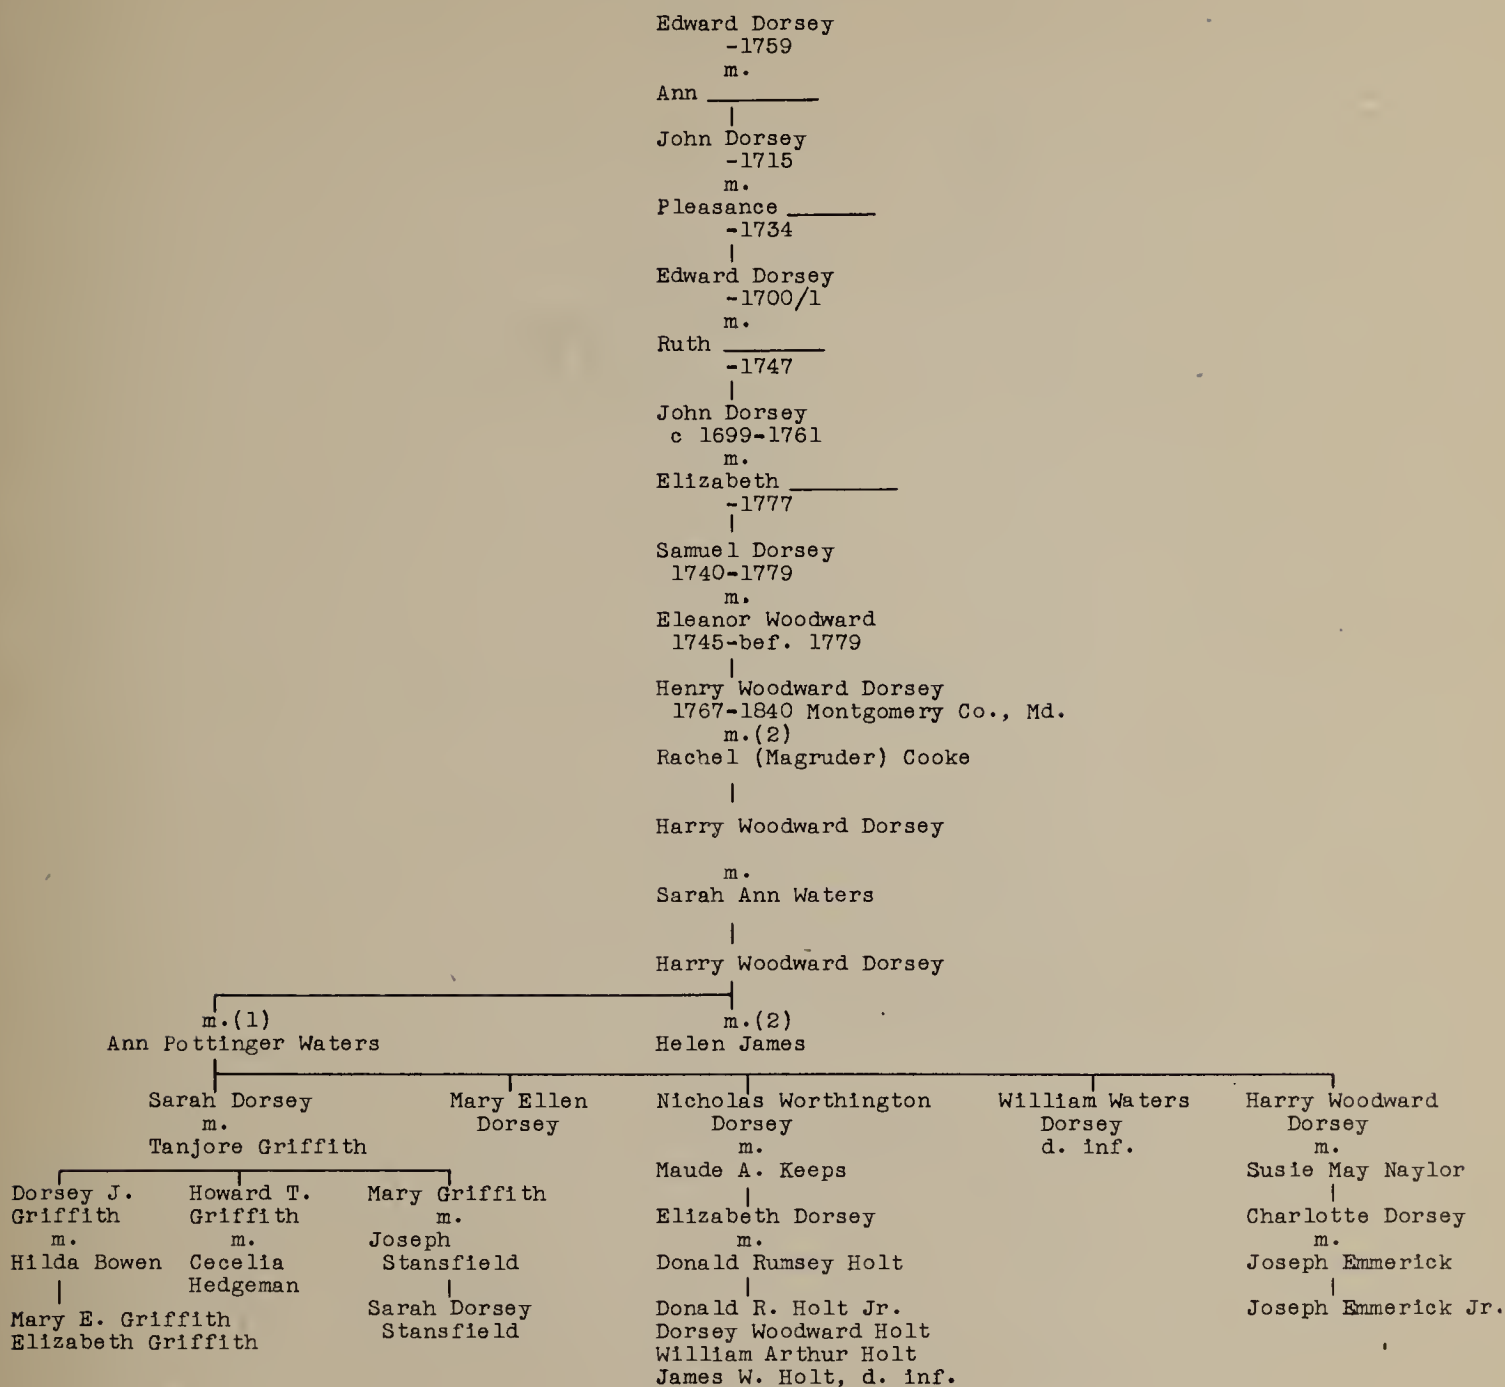 Edward Dorsey
-1759
m.
Ann ________
John Dorsey
-1715
m.
Pleasance ______
-1734
Edward Dorsey
-1700/1
m.
Ruth _______
-1747
John Dorsey
c 1699-1761
m.
Elizabeth _______
-1777
Samuel Dorsey
1740-1779
m.
Eleanor Woodward
1745-bef. 1779
Henry Woodward Dorsey
1767-1840 Montgomery Co., Md.
m.(2)
Rachel (Magruder) Cooke
Harry Woodward Dorsey
m.
Sarah Ann Waters
Harry Woodward Dorsey
m.(1)
Ann Pottinger Waters
m.(2)
Helen James
Sarah Dorsey
m.
Tanjore Griffith
Mary Ellen
Dorsey
Nicholas Worthington
Dorsey
m.
Maude A. Keeps
William Waters
Dorsey
d. inf.
Harry Woodward
Dorsey
m.
Susie May Naylor
Dorsey J.
Griffith
m.
Hilda Bowen
Mary E. Griffith
Elizabeth Griffith
Howard T.
Griffith
m.
Cecelia
Hedgeman
Mary Griffith
m.
Joseph
Stansfield
Sarah Dorsey
Stansfield
Elizabeth Dorsey
m.
Donald Rumsey Holt
Donald R. Holt Jr.
Dorsey Woodward Holt
William Arthur Holt
James W. Holt, d. inf.
Charlotte Dorsey
m.
Joseph Emmerick
Joseph Emmerick Jr.